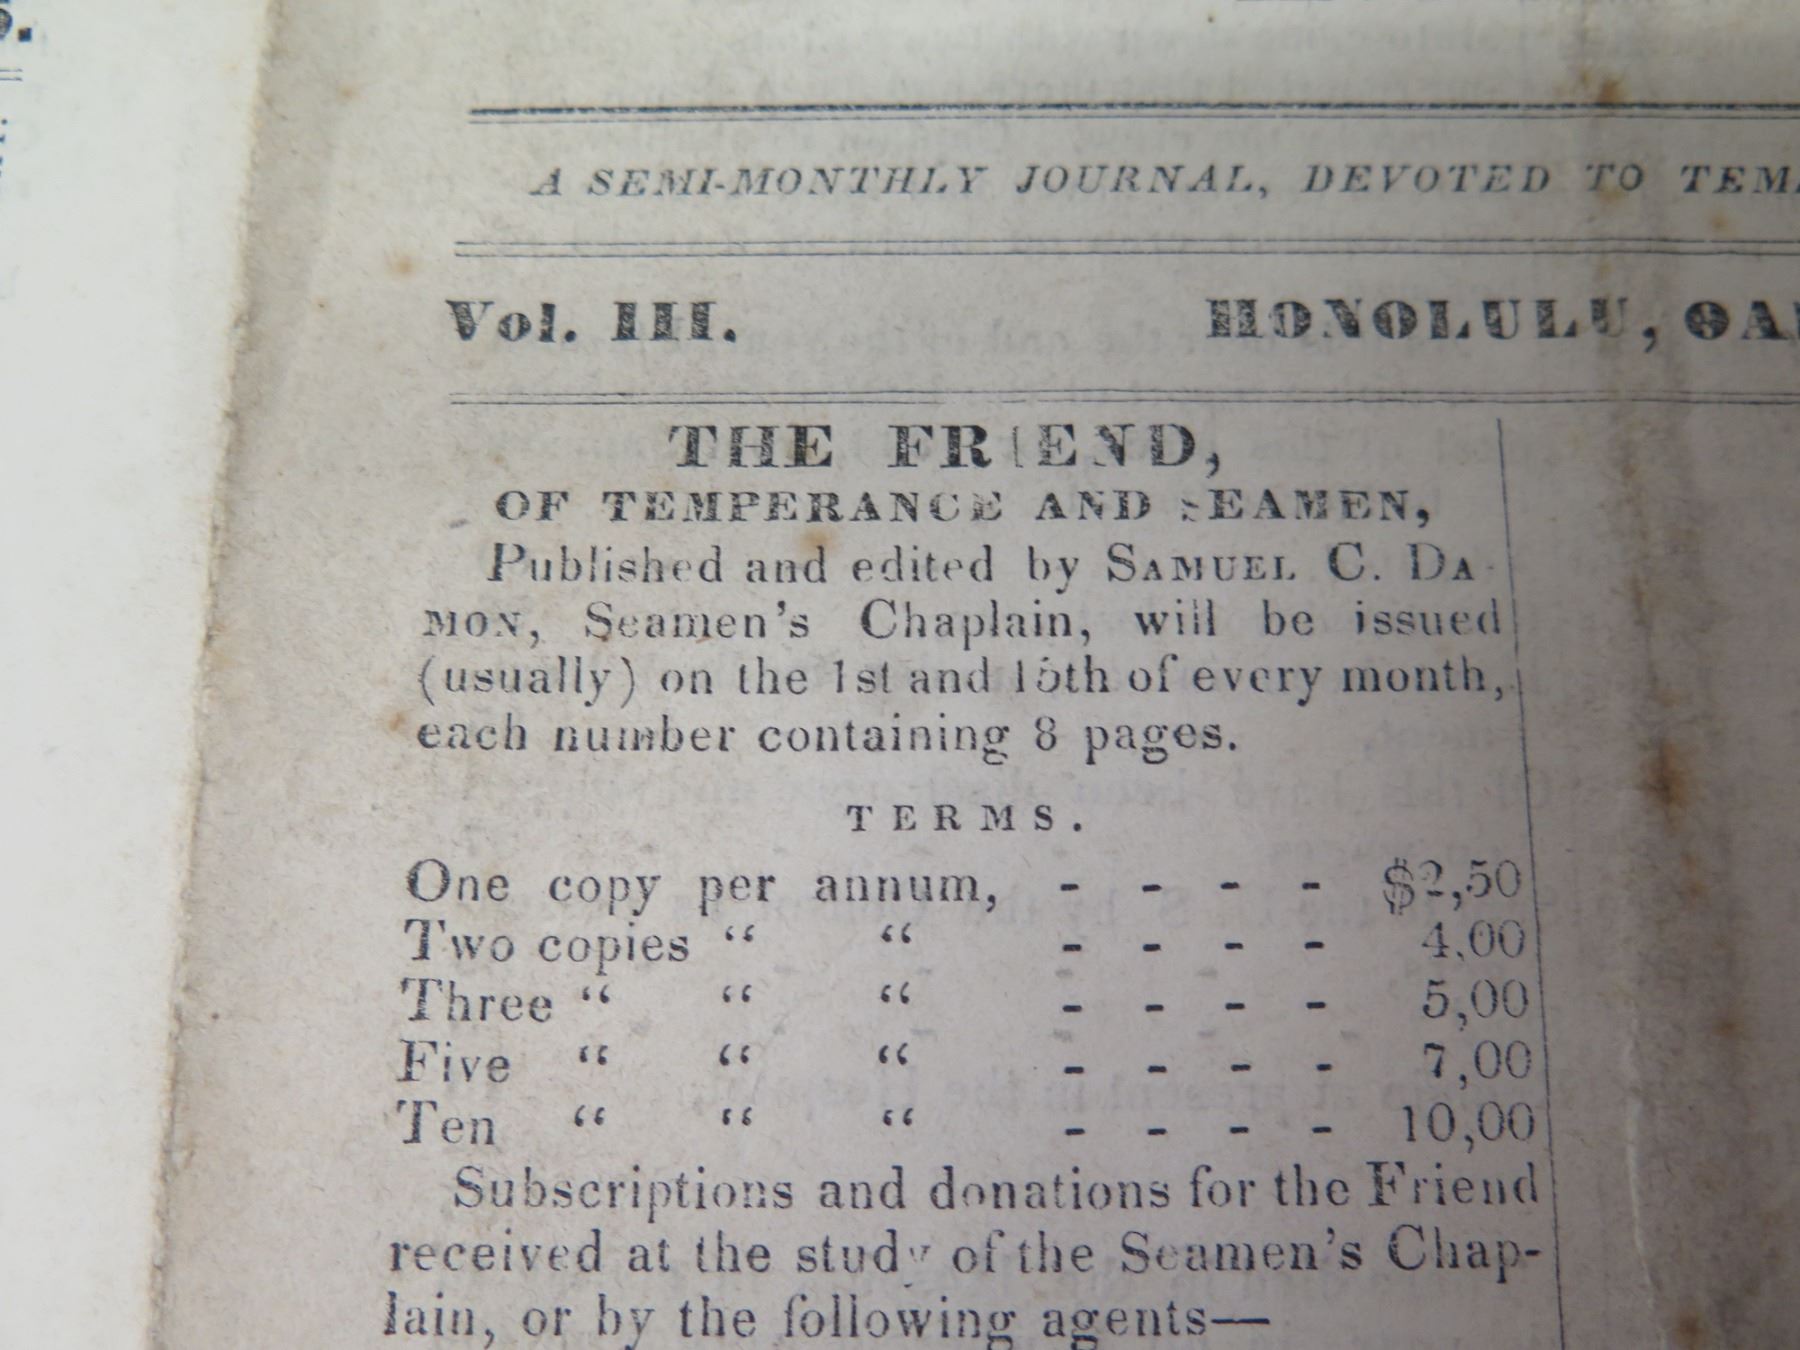 A SEMI-MONTHLY JOURNAL, DEVOTED TO
Vol. III. HONOLULU,
THE FRIEND,
OF TEMPERANCE AND SEAMEN,
Published and edited by SAMUEL C. DA-
MON, Seamen's Chaplain, will be issued
(usually) on the 1st and 15th of every month,
each number containing 8 pages.
TERMS.
One copy per annum, - - - - $2,50
Two copies “ “ - - - - 4,00
Three “ “ “ - - - - 5,00
Five “ “ “ - - - - 7,00
Ten “ “ “ - - - - 10,00
Subscriptions and donations for the Friend
received at the study of the Seamen's Chap-
lain, or by the following agents—